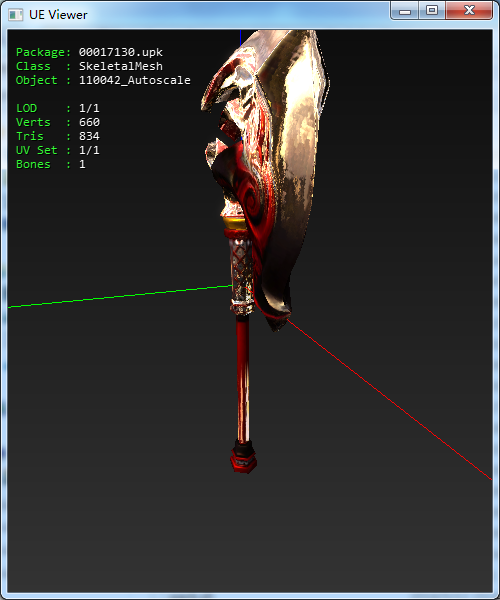 UE Viewer
Package: 00017130.upk
Class  : SkeletalMesh
Object : 110042_Autoscale
LOD    : 1/1
Verts  : 660
Tris   : 834
UV Set : 1/1
Bones  : 1